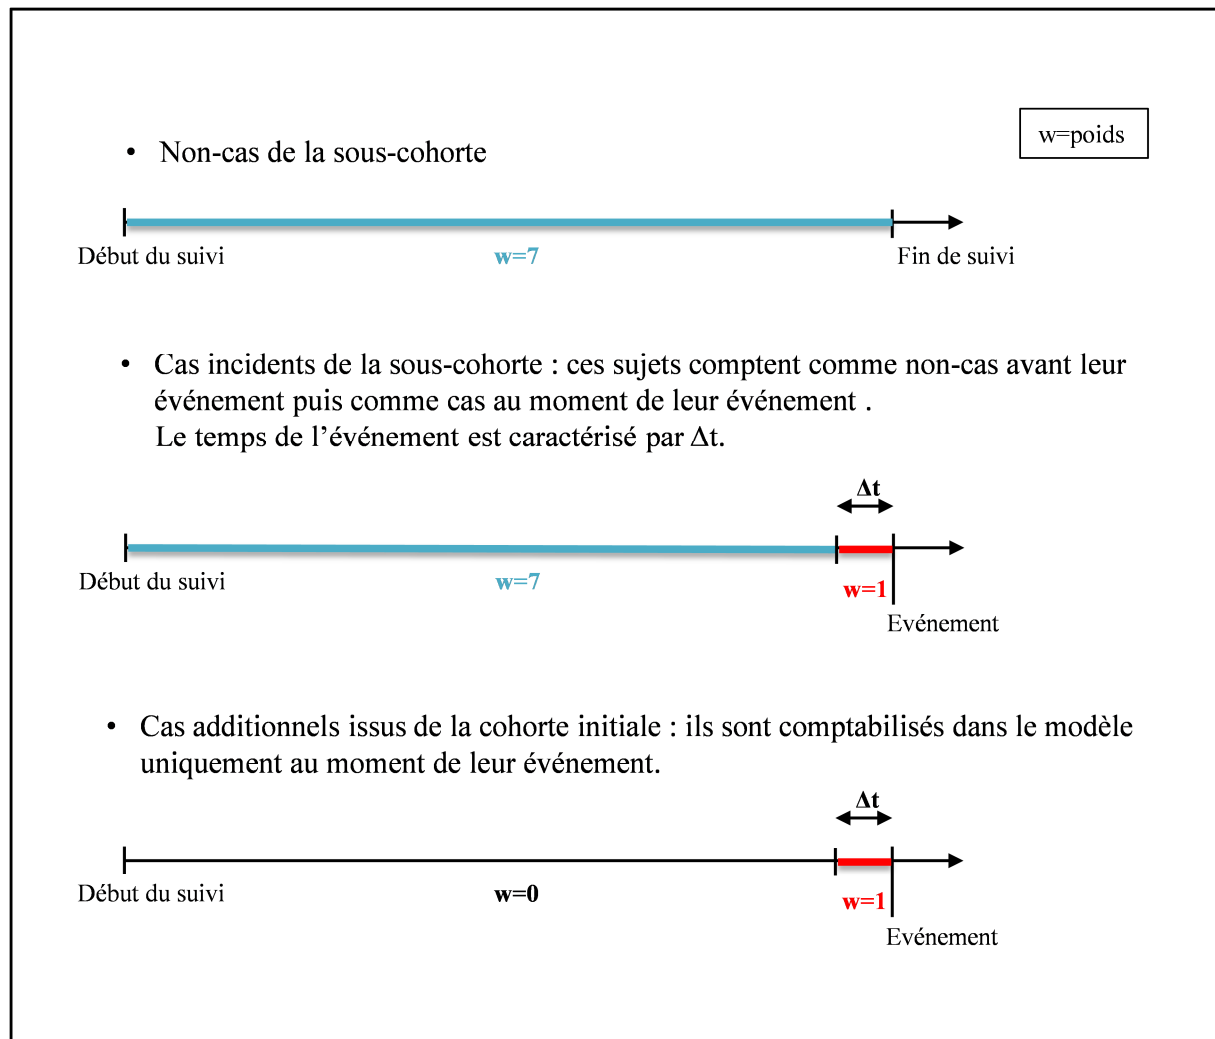 w=poids
• Non-cas de la sous-cohorte
Début du suivi
w=7
Fin de suivi
• Cas incidents de la sous-cohorte : ces sujets comptent comme non-cas avant leur
événement puis comme cas au moment de leur événement .
Le temps de l’événement est caractérisé par Δt.
Δt
Début du suivi
w=7
w=1
Evénement
• Cas additionnels issus de la cohorte initiale : ils sont comptabilisés dans le modèle
uniquement au moment de leur événement.
Δt
Début du suivi
w=0
w=1
Evénement